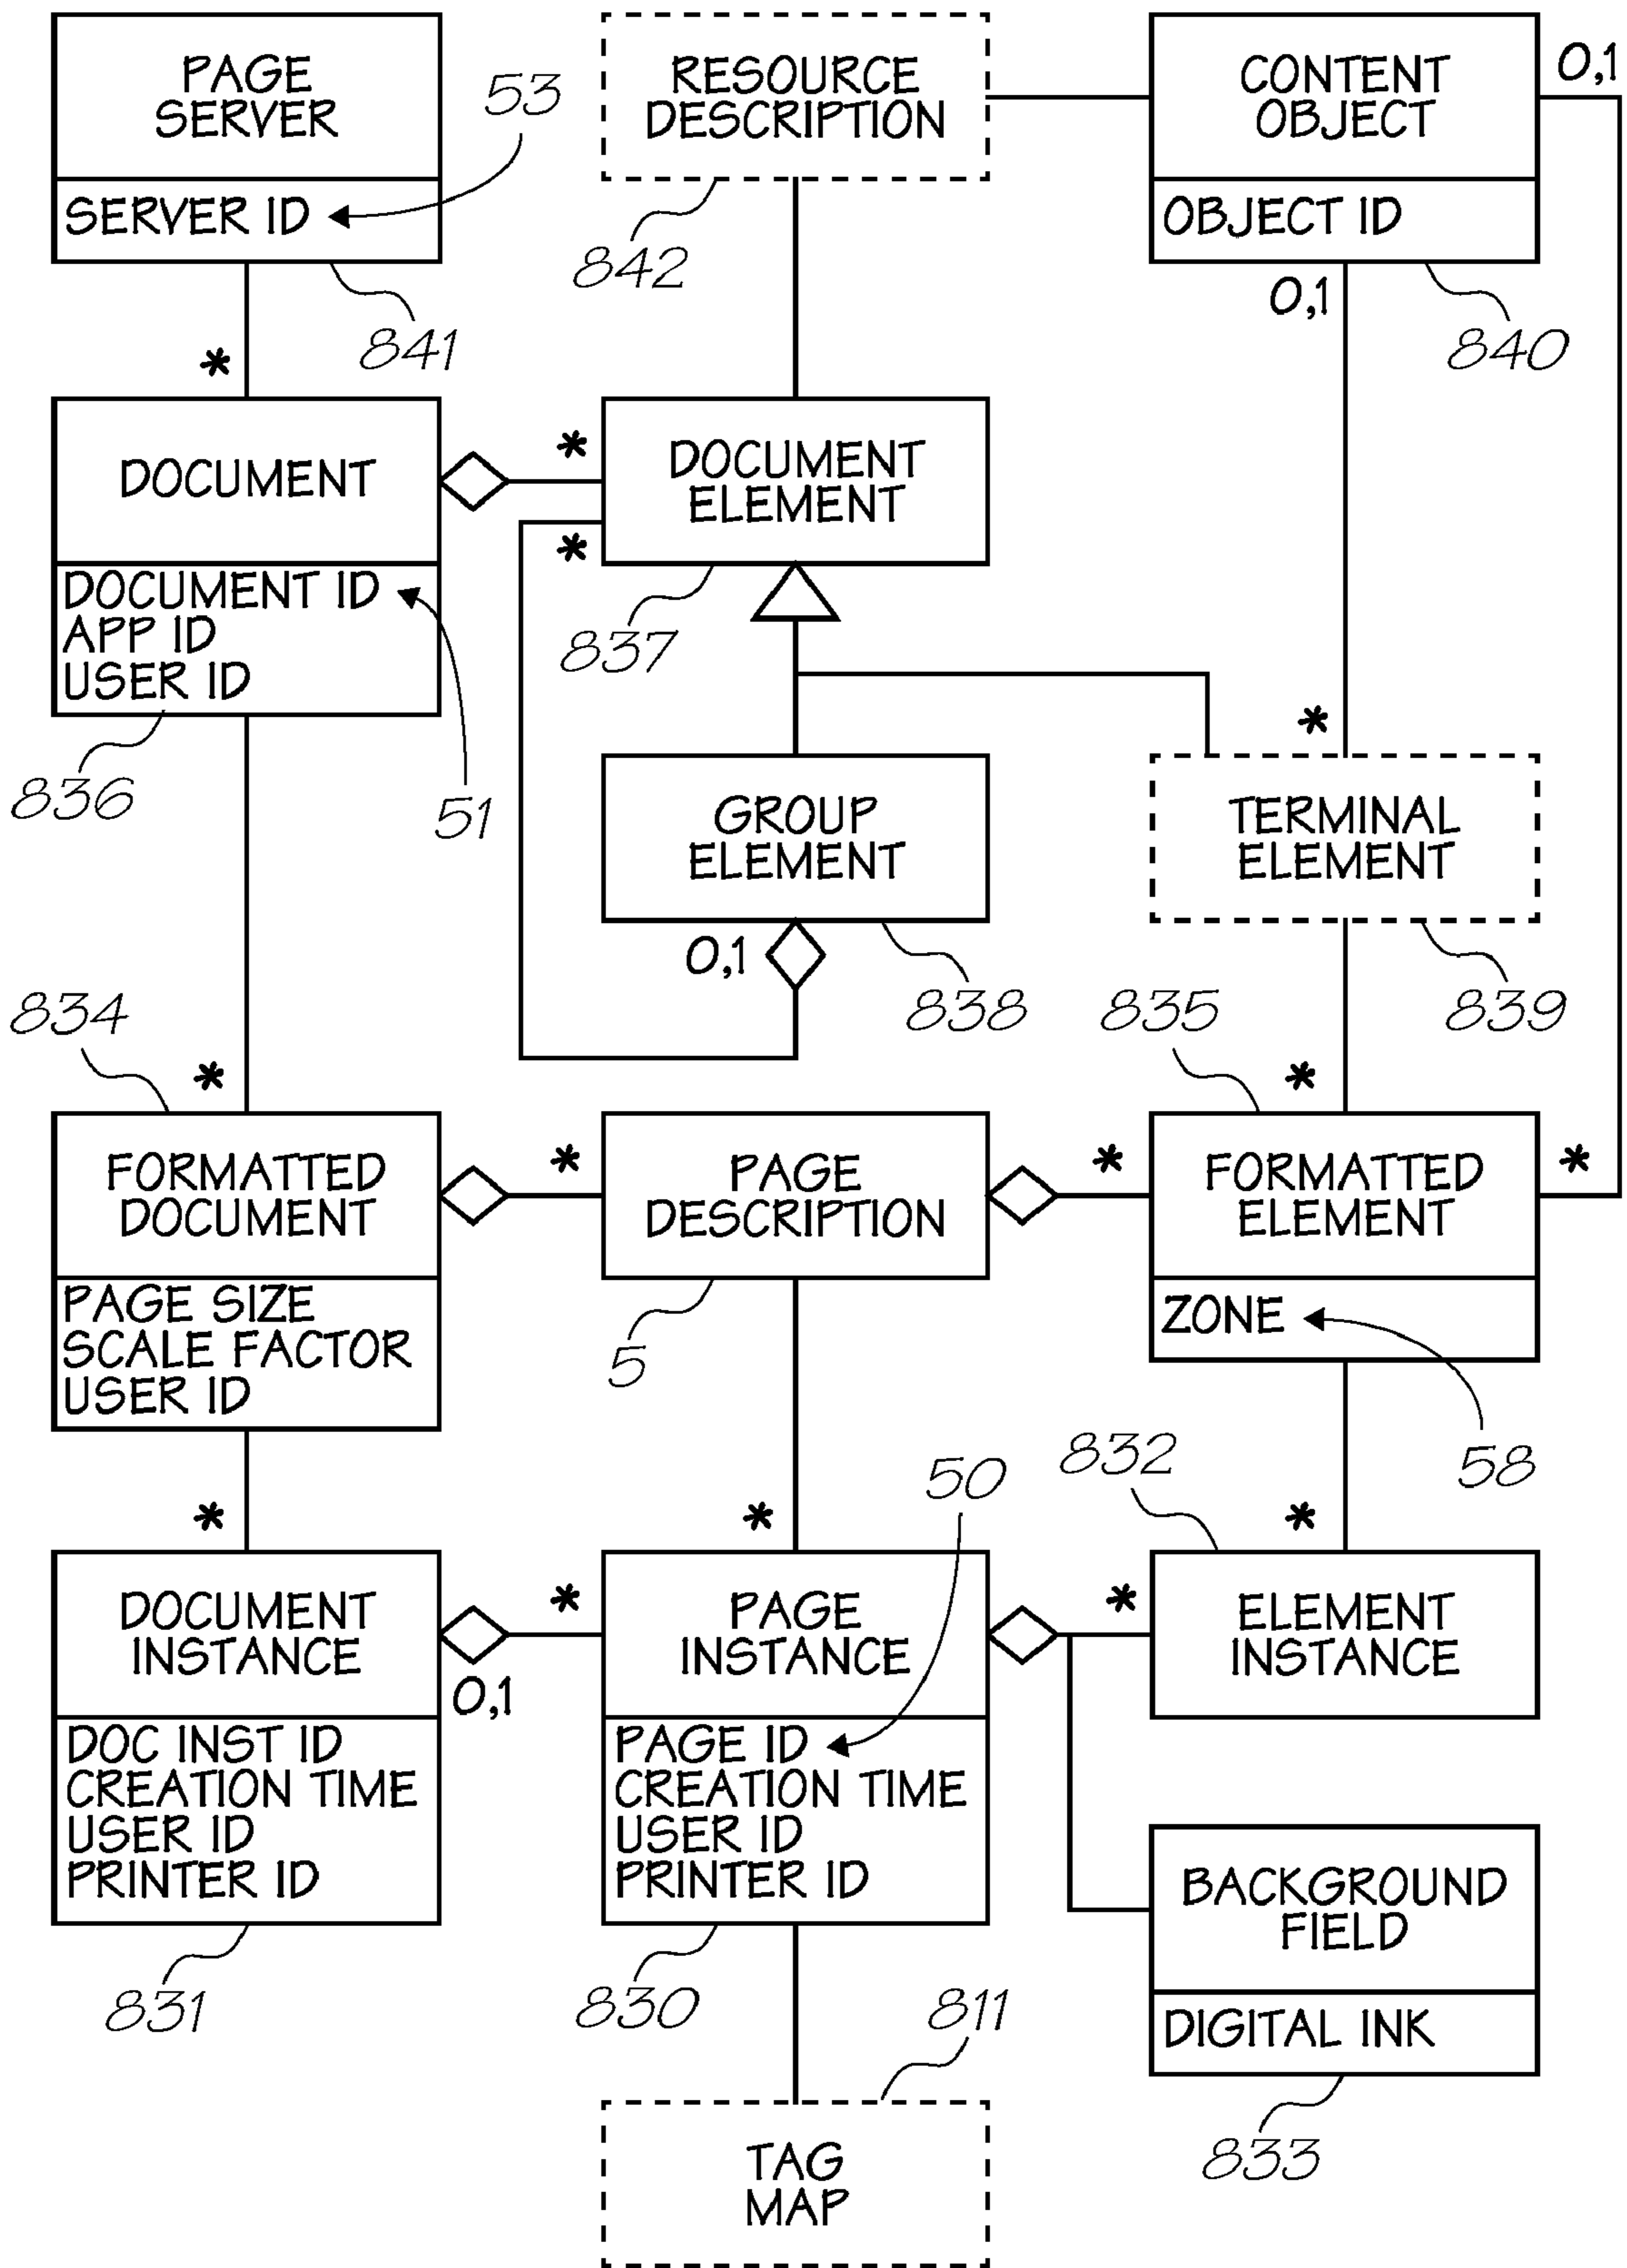 PAGE
SERVER
SERVER ID
53
841
RESOURCE
DESCRIPTION
842
CONTENT
OBJECT
OBJECT ID
0,1
0,1
840
*
DOCUMENT
DOCUMENT ID
APP ID
USER ID
836
51
*
*
DOCUMENT
ELEMENT
837
GROUP
ELEMENT
0,1
838
*
TERMINAL
ELEMENT
839
834
*
FORMATTED
DOCUMENT
PAGE SIZE
SCALE FACTOR
USER ID
*
PAGE
DESCRIPTION
5
835
*
*
FORMATTED
ELEMENT
*
ZONE
58
*
DOCUMENT
INSTANCE
0,1
DOC INST ID
CREATION TIME
USER ID
PRINTER ID
831
*
*
50
PAGE
INSTANCE
PAGE ID
CREATION TIME
USER ID
PRINTER ID
830
832
*
*
ELEMENT
INSTANCE
BACKGROUND
FIELD
DIGITAL INK
833
811
TAG
MAP